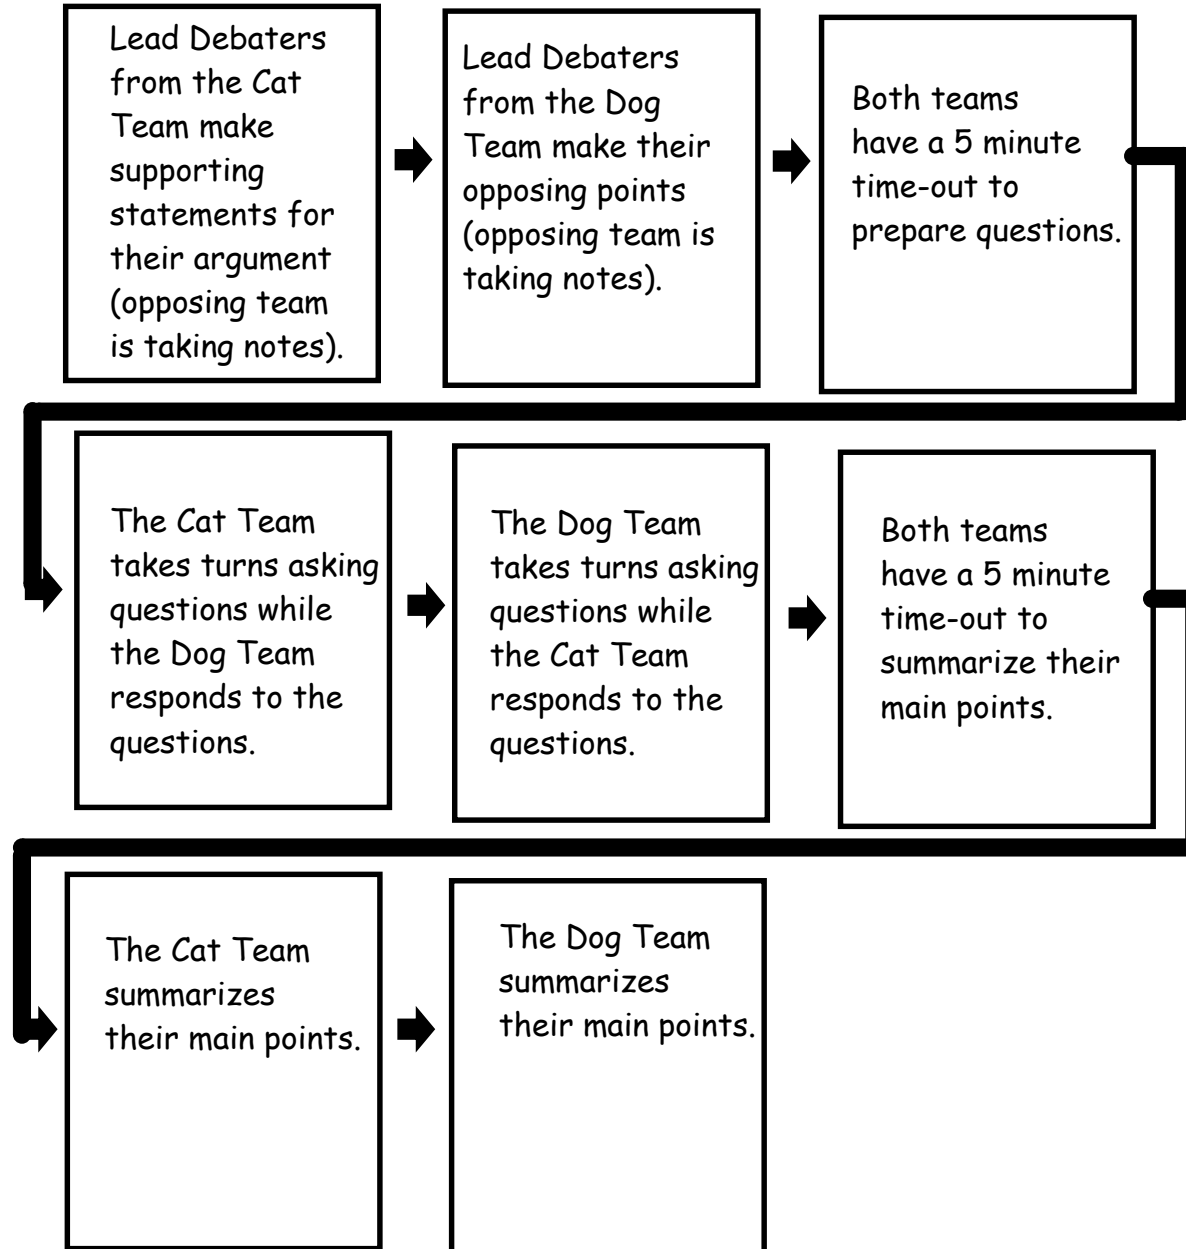 Lead Debaters
from the Cat
Team make
supporting
statements for
their argument
(opposing team
is taking notes).
Lead Debaters
from the Dog
Team make their
opposing points
(opposing team is
taking notes).
Both teams
have a 5 minute
time-out to
prepare questions.
The Cat Team
takes turns asking
questions while
the Dog Team
responds to the
questions.
The Dog Team
takes turns asking
questions while
the Cat Team
responds to the
questions.
Both teams
have a 5 minute
time-out to
summarize their
main points.
The Cat Team
summarizes
their main points.
The Dog Team
summarizes
their main points.